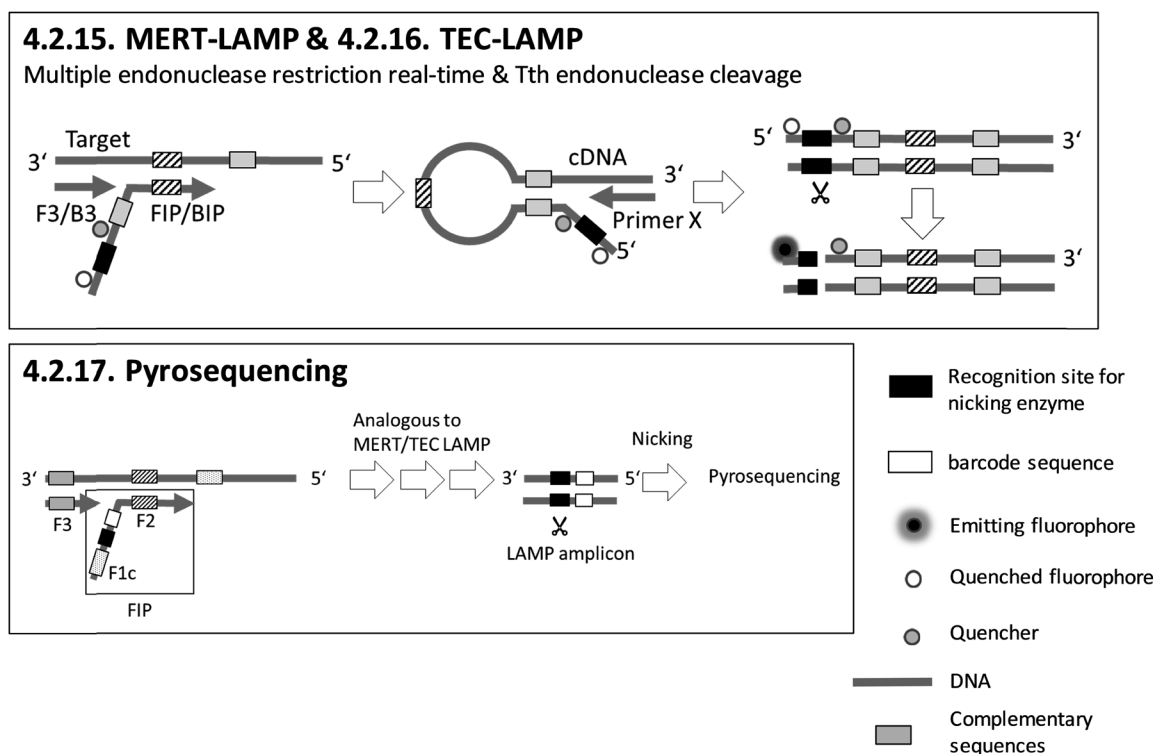 4.2.15. MERT-LAMP & 4.2.16. TEC-LAMP
Multiple endonuclease restriction real-time & Tth endonuclease cleavage
Target
3‘
5‘
F3/B3
FIP/BIP
cDNA
3‘
Primer X
5‘
5‘
3‘
3‘
4.2.17. Pyrosequencing
3‘
5‘
F3
F2
F1c
FIP
Analogous to
MERT/TEC LAMP
3‘
5‘
LAMP amplicon
Nicking
Pyrosequencing
Recognition site for
nicking enzyme
barcode sequence
Emitting fluorophore
Quenched fluorophore
Quencher
DNA
Complementary
sequences